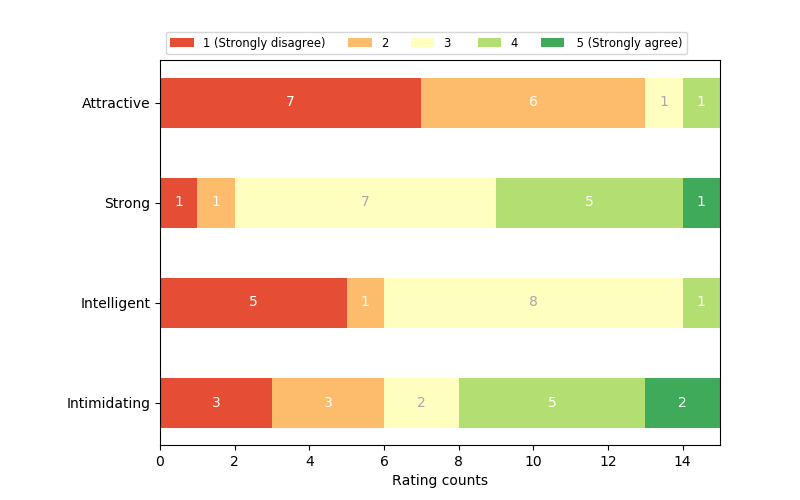 1 (Strongly disagree) 2 3 4 5 (Strongly agree)
Attractive 7 6 1 1
Strong 1 1 7 5 1
Intelligent 5 1 8 1
Intimidating 3 3 2 5 2
0 2 4 6 8 10 12 14
Rating counts